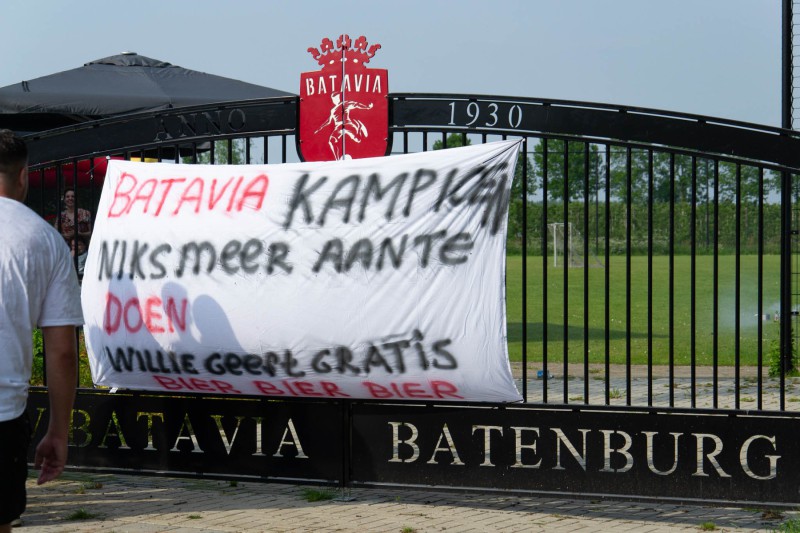 BATAVIA
ANNO 1930
BATAVIA KAMPIOEN
NIKS MEER AANTE
DOEN
WILLIE GEEFT GRATIS
BIER BIER BIER
V BATAVIA BATENBURG